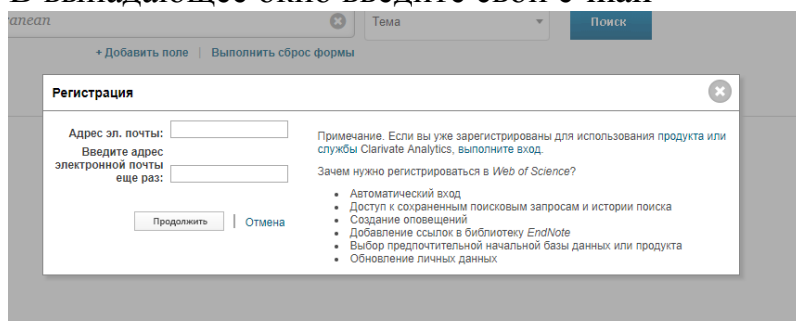 В выпадающее окно введите свой e-mail
ranean
Тема
Поиск
+ Добавить поле | Выполнить сброс формы
Регистрация
Адрес эл. почты:
Введите адрес
электронной почты
еще раз:
Продолжить | Отмена
Примечание. Если вы уже зарегистрированы для использования продукта или
службы Clarivate Analytics, выполните вход.
Зачем нужно регистрироваться в Web of Science?
• Автоматический вход
• Доступ к сохраненным поисковым запросам и истории поиска
• Создание оповещений
• Добавление ссылок в библиотеку EndNote
• Выбор предпочтительной начальной базы данных или продукта
• Обновление личных данных